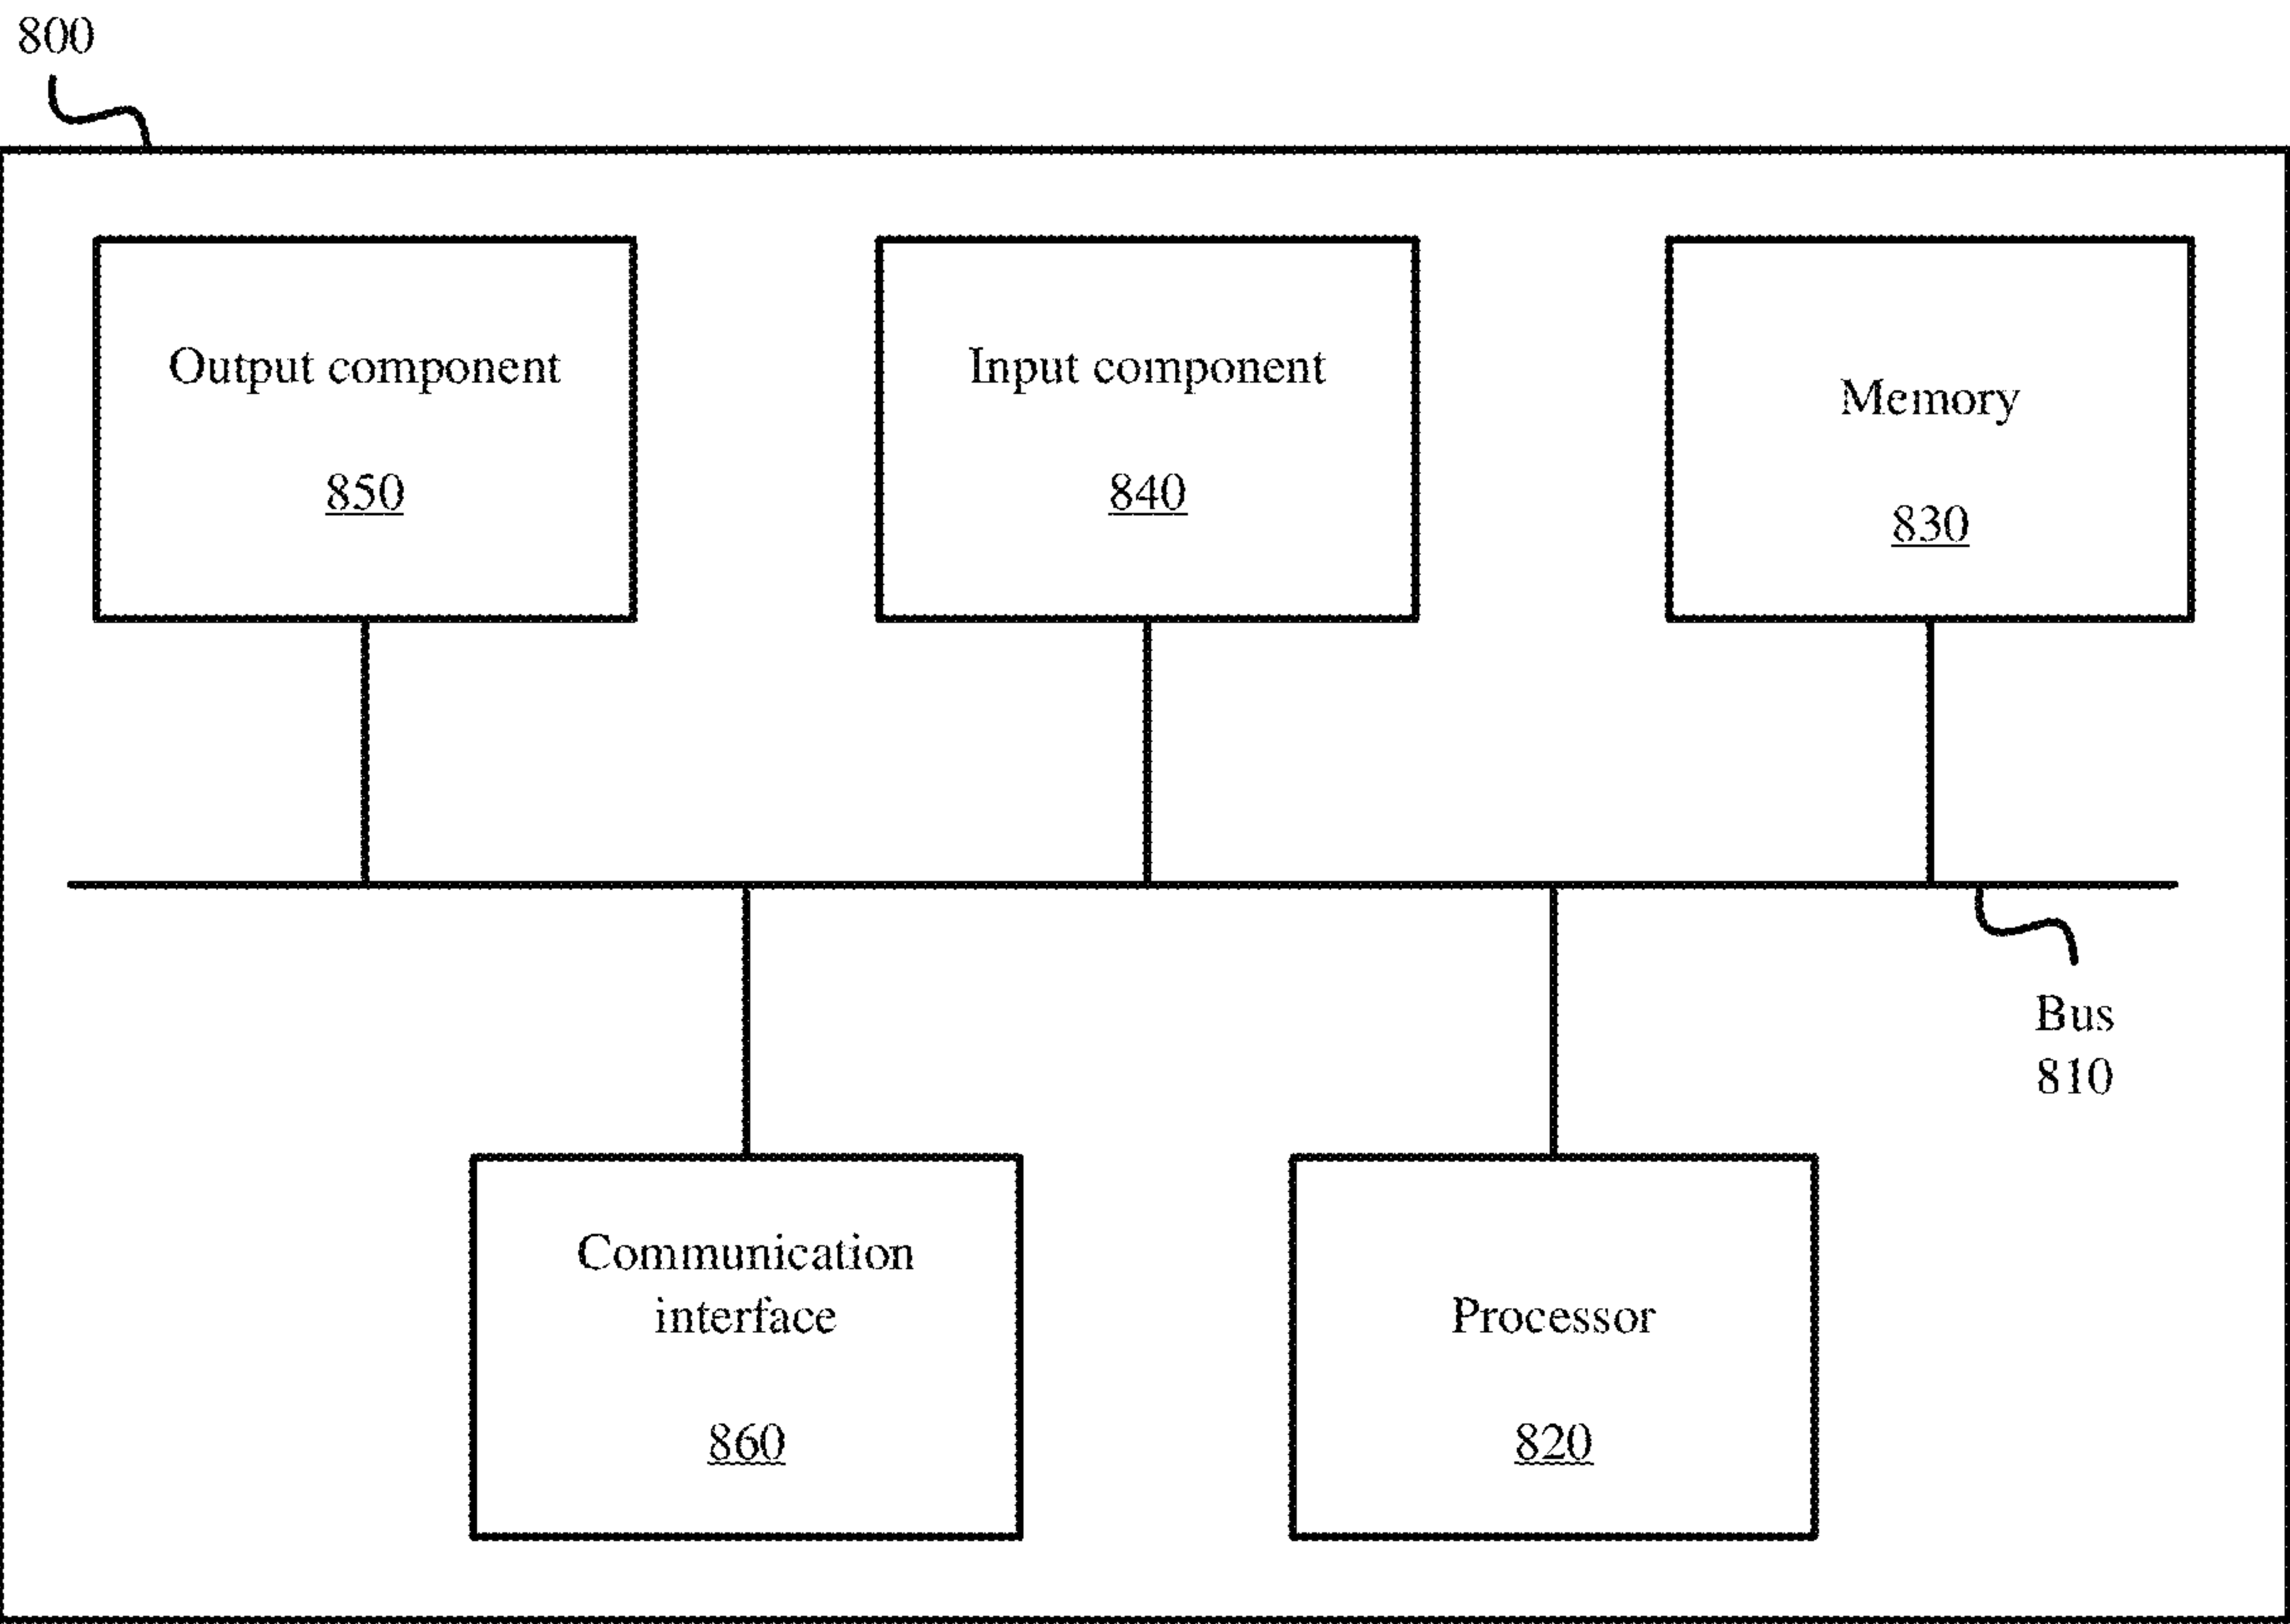 800
Output component
850
Input component
840
Memory
830
Bus
810
Communication
interface
860
Processor
820